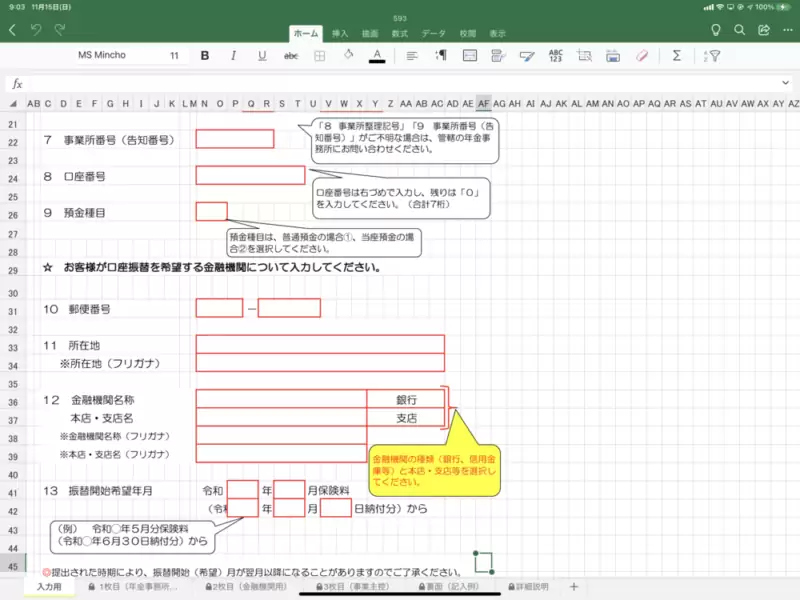 9:03 11月15日(日)
100%
593
ホーム 挿入 描画 数式 データ 校閲 表示
MS Mincho 11 B I U abc A ABC 123 Σ
fx
A B C D E F G H I J K L M N O P Q R S T U V W X Y Z AA AB AC AD AE AF AG AH AI AJ AK AL AM AN AO AP AQ AR AS AT AU AV AW AX AY AZ
21
22 7 事業所番号（告知番号）
「8 事業所整理記号」「9 事業所番号（告
知番号）」がご不明な場合は、管轄の年金事
務所にお問い合わせください。
23
24 8 口座番号
口座番号は右づめで入力し、残りは「0」
を入力してください。（合計7桁）
25
26 9 預金種目
27
預金種目は、普通預金の場合①、当座預金の場
合②を選択してください。
28
29 ☆ お客様が口座振替を希望する金融機関について入力してください。
30
31 10 郵便番号 －
32
33 11 所在地
34 ※所在地（フリガナ）
35
36 12 金融機関名称 銀行
37 本店・支店名 支店
38 ※金融機関名称（フリガナ）
39 ※本店・支店名（フリガナ）
金融機関の種類（銀行、信用金
庫等）と本店・支店等を選択し
てください。
40
41 13 振替開始希望年月 令和 年 月保険料
42 （令和 年 月 日納付分）から
43 （例） 令和〇年5月分保険料
44 （令和〇年6月30日納付分）から
45 ◎提出された時期により、振替開始（希望）月が翌月以降になることがありますのでご了承ください。
入力用 1枚目（年金事務所... 2枚目（金融機関用） 3枚目（事業主控） 裏面（記入例） 詳細説明 +